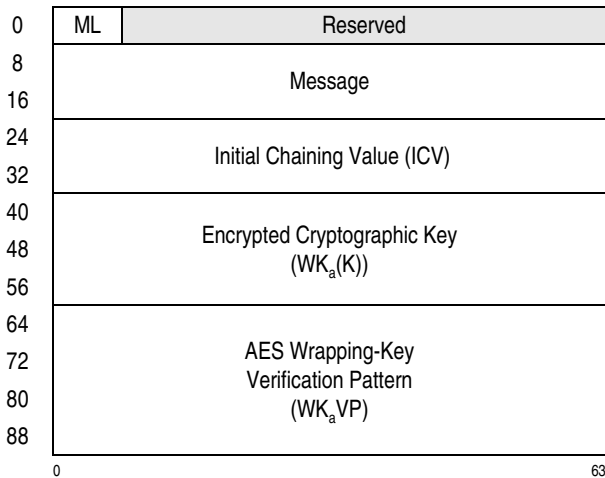 0 ML Reserved
8
Message
16
24
Initial Chaining Value (ICV)
32
40
Encrypted Cryptographic Key
48
(WKa(K))
56
64
AES Wrapping-Key
72
Verification Pattern
80
(WKaVP)
88
0 63